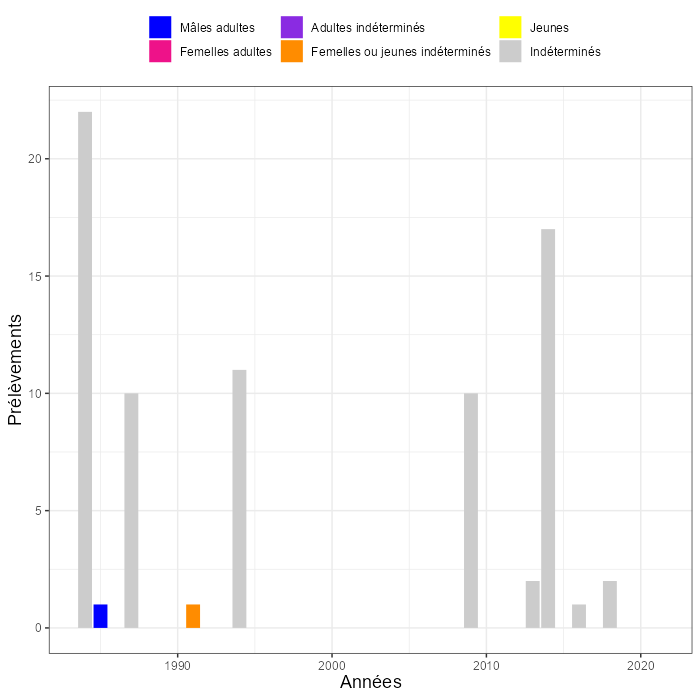 Mâles adultes
Adultes indéterminés
Jeunes
Femelles adultes
Femelles ou jeunes indéterminés
Indéterminés
20
15
10
5
0
Prélèvements
1990
2000
2010
2020
Années